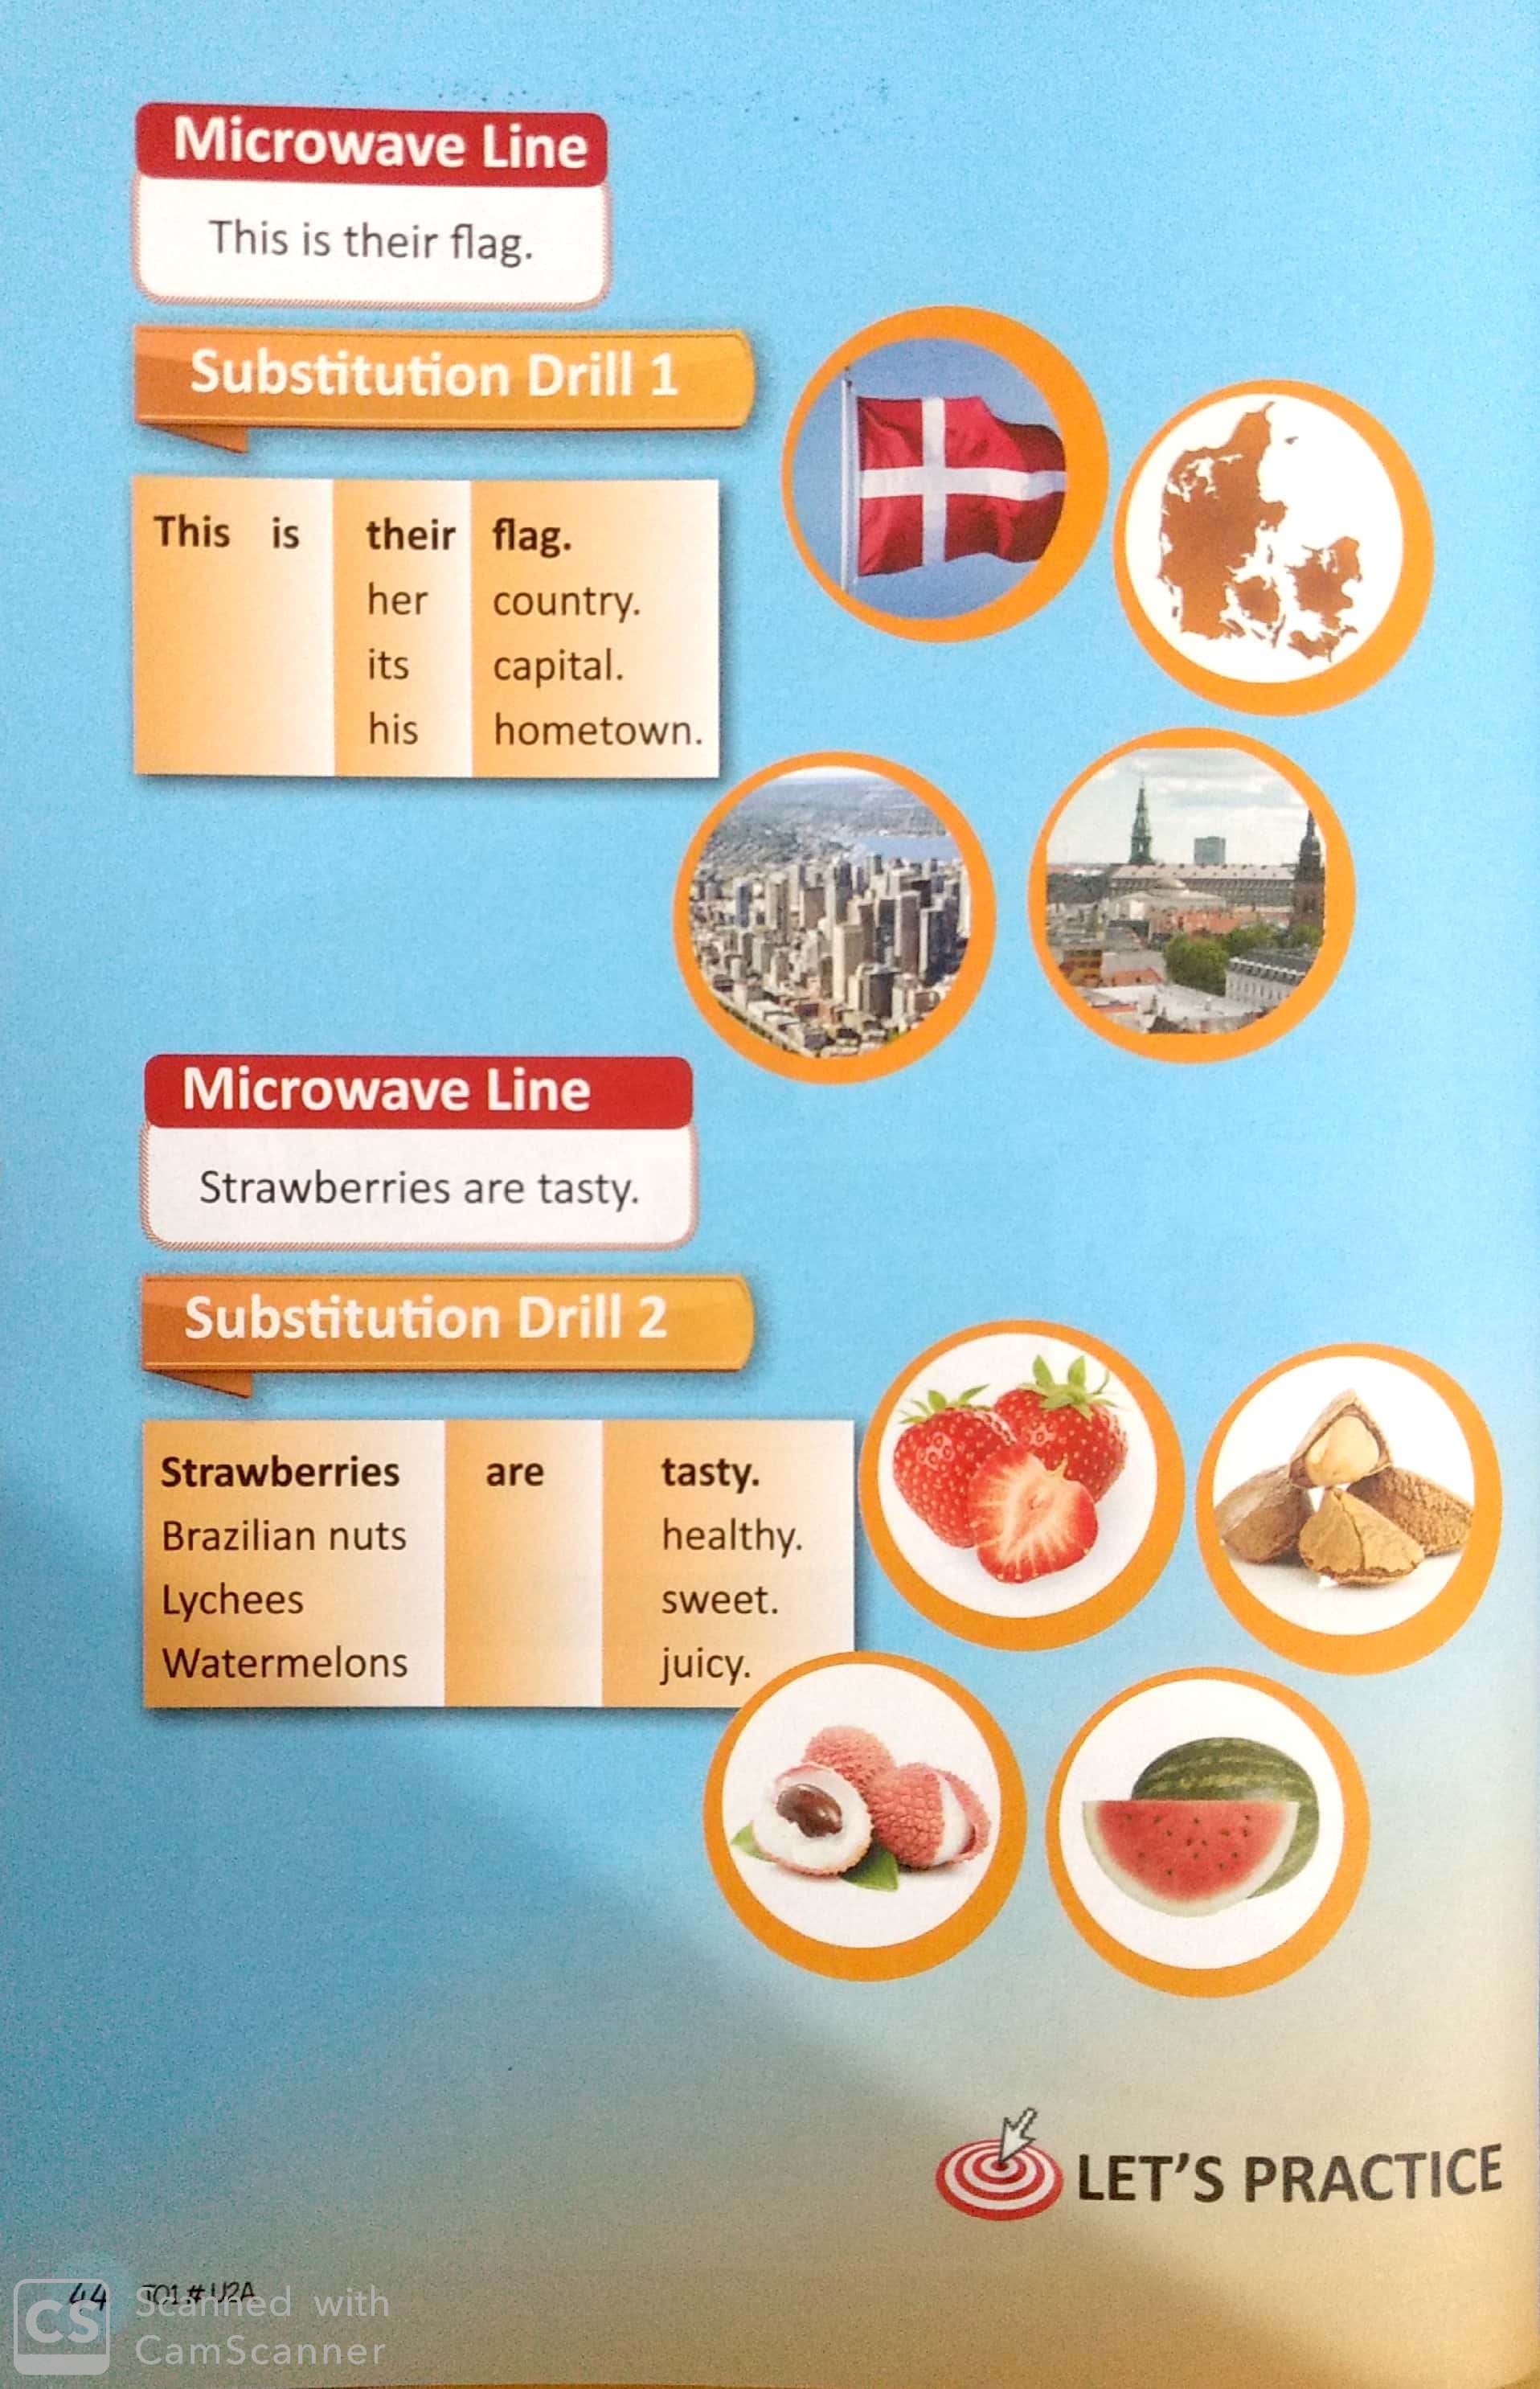 Microwave Line
This is their flag.
Substitution Drill 1
This is their flag.
her country.
its capital.
his hometown.
Microwave Line
Strawberries are tasty.
Substitution Drill 2
Strawberries are tasty.
Brazilian nuts healthy.
Lychees sweet.
Watermelons juicy.
LET'S PRACTICE
44 T01#U2A
CS Scanned with
CamScanner